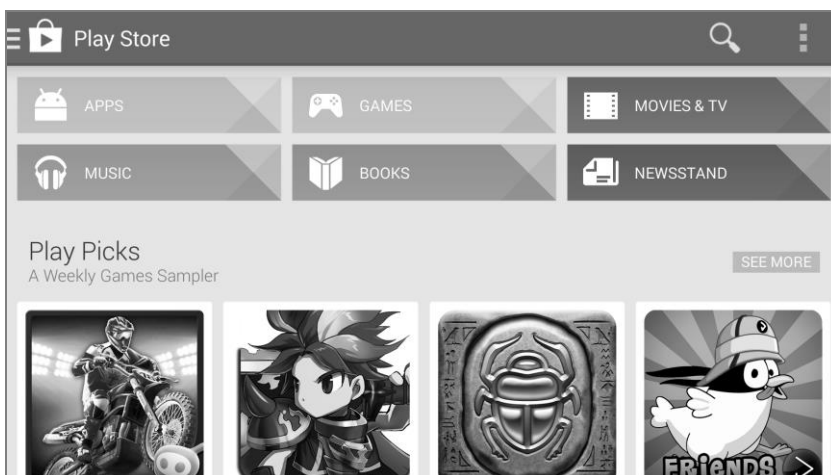 Play Store
APPS
GAMES
MOVIES & TV
MUSIC
BOOKS
NEWSSTAND
Play Picks
A Weekly Games Sampler
SEE MORE
FRiENDS